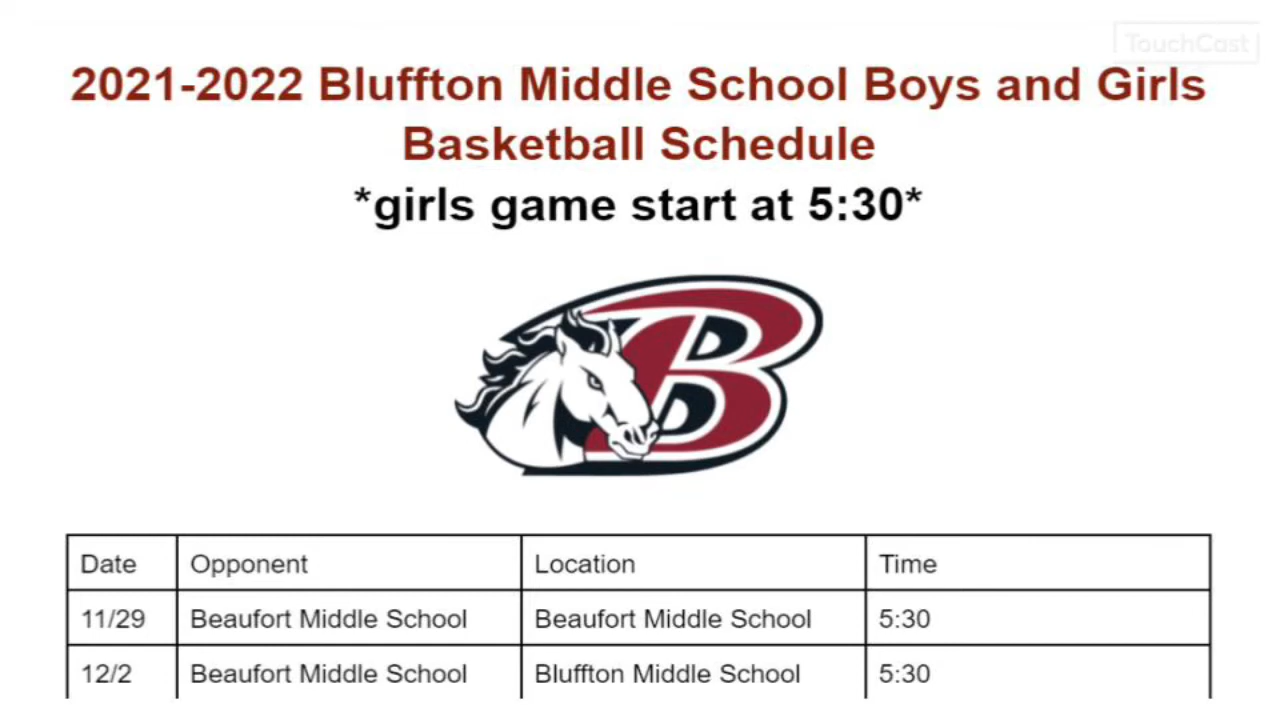 TouchCast
2021-2022 Bluffton Middle School Boys and Girls
Basketball Schedule
*girls game start at 5:30*
B
Date Opponent Location Time
11/29 Beaufort Middle School Beaufort Middle School 5:30
12/2 Beaufort Middle School Bluffton Middle School 5:30